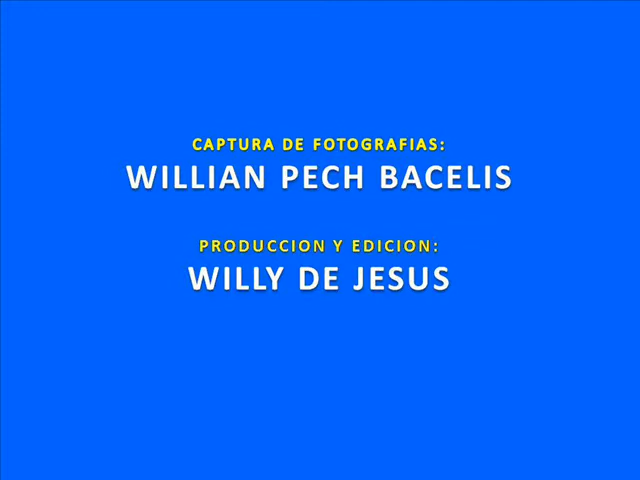 CAPTURA DE FOTOGRAFIAS:
WILLIAN PECH BACELIS
PRODUCCION Y EDICION:
WILLY DE JESUS